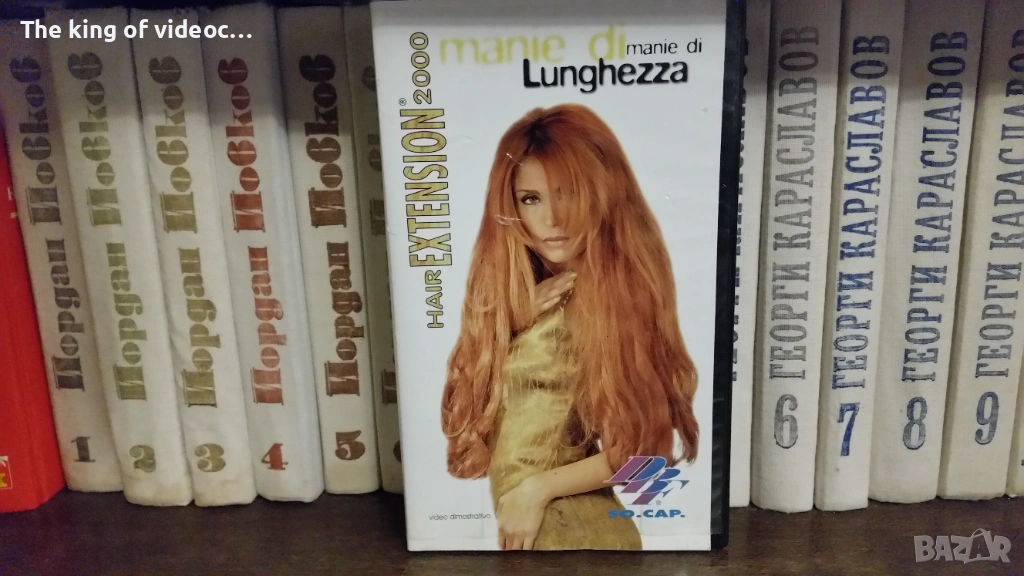 The king of videoc...
Йордан Йовков
1
Йордан Йовков
2
Йордан Йовков
3
Йордан Йовков
4
Йордан Йовков
5
manie di
manie di
Lunghezza
HAIR EXTENSION® 2000
video dimostrativo
SO.CAP.
6 ГЕОРГИ КАРАСЛАВОВ
7 ГЕОРГИ КАРАСЛАВОВ
8 ГЕОРГИ КАРАСЛАВОВ
9 ГЕОРГИ КАРАСЛАВОВ
BAZAR